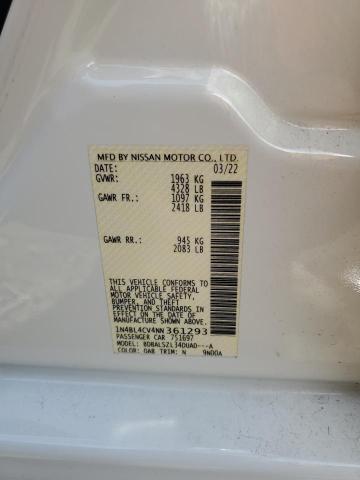 MFD BY NISSAN MOTOR CO., LTD.
DATE: 03/22
GVWR: 1963 KG
4328 LB
GAWR FR.: 1097 KG
2418 LB
GAWR RR.: 945 KG
2083 LB
THIS VEHICLE CONFORMS TO
ALL APPLICABLE FEDERAL
MOTOR VEHICLE SAFETY,
BUMPER, AND THEFT
PREVENTION STANDARDS IN
EFFECT ON THE DATE OF
MANUFACTURE SHOWN ABOVE.
1N4BL4CV4NN361293
PASSENGER CAR 751697
MODEL: BDBALSZL34DUAD---A
COLOR: QAB TRIM: N 9N00A